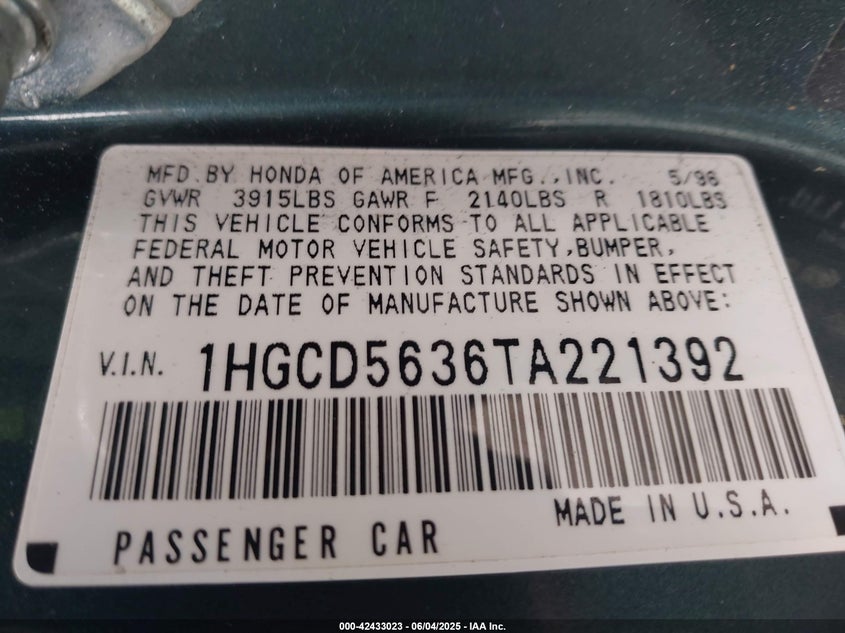 MFD.BY HONDA OF AMERICA MFG.,INC. 5/96
GVWR 3915LBS GAWR F 2140LBS R 1810LBS
THIS VEHICLE CONFORMS TO ALL APPLICABLE
FEDERAL MOTOR VEHICLE SAFETY,BUMPER,
AND THEFT PREVENTION STANDARDS IN EFFECT
ON THE DATE OF MANUFACTURE SHOWN ABOVE:
V.I.N. 1HGCD5636TA221392
PASSENGER CAR MADE IN U.S.A.
000-42433023 - 06/04/2025 - IAA Inc.